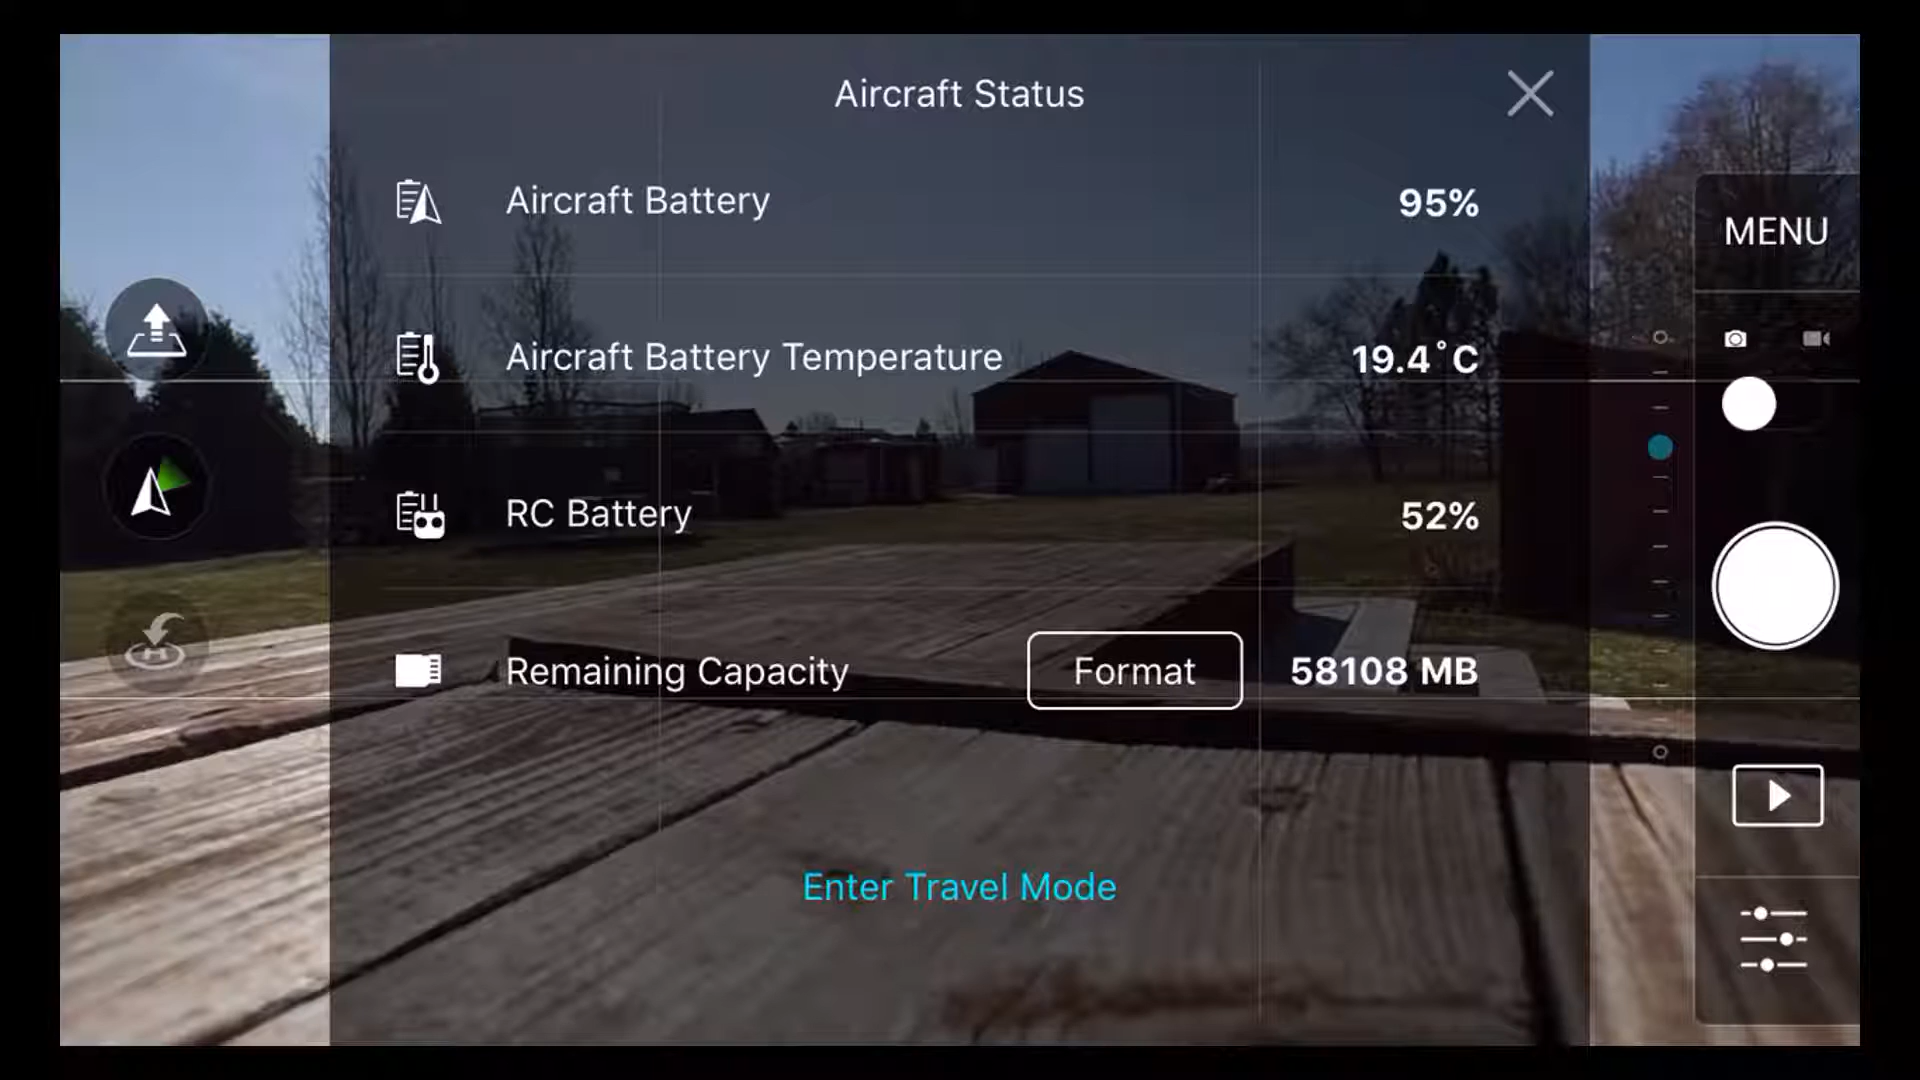 Aircraft Status
Aircraft Battery 95%
MENU
Aircraft Battery Temperature 19.4°C
RC Battery 52%
Remaining Capacity Format 58108 MB
Enter Travel Mode